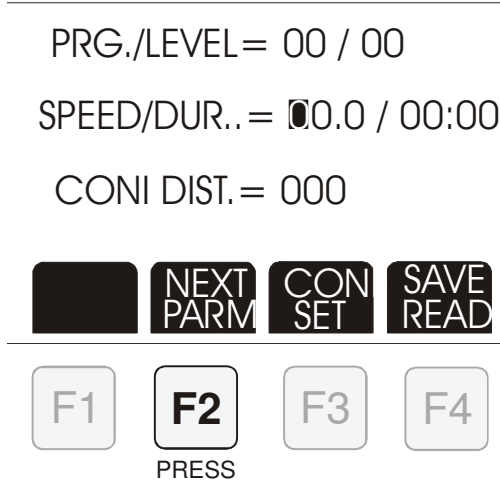 PRG./LEVEL= 00 / 00
SPEED/DUR..= 00.0 / 00:00
CONI DIST.= 000
NEXT PARM CON SET SAVE READ
F1 F2 F3 F4
PRESS